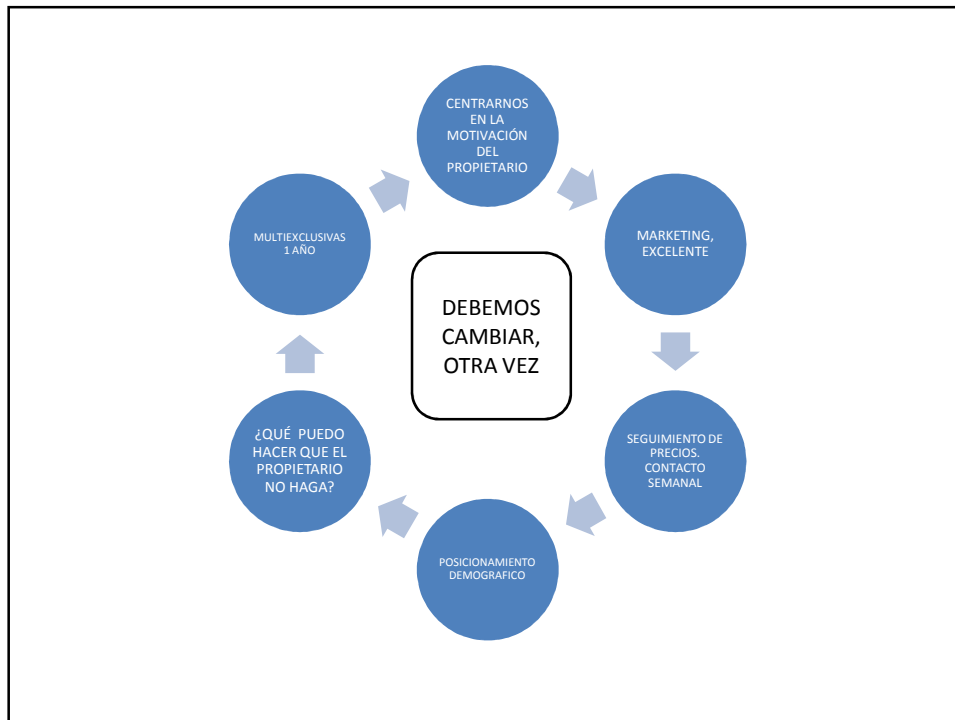 CENTRARNOS
EN LA
MOTIVACIÓN
DEL
PROPIETARIO
MARKETING,
EXCELENTE
SEGUIMIENTO DE
PRECIOS.
CONTACTO
SEMANAL
POSICIONAMIENTO
DEMOGRAFICO
¿QUÉ PUEDO
HACER QUE EL
PROPIETARIO
NO HAGA?
MULTIEXCLUSIVAS
1 AÑO
DEBEMOS
CAMBIAR,
OTRA VEZ